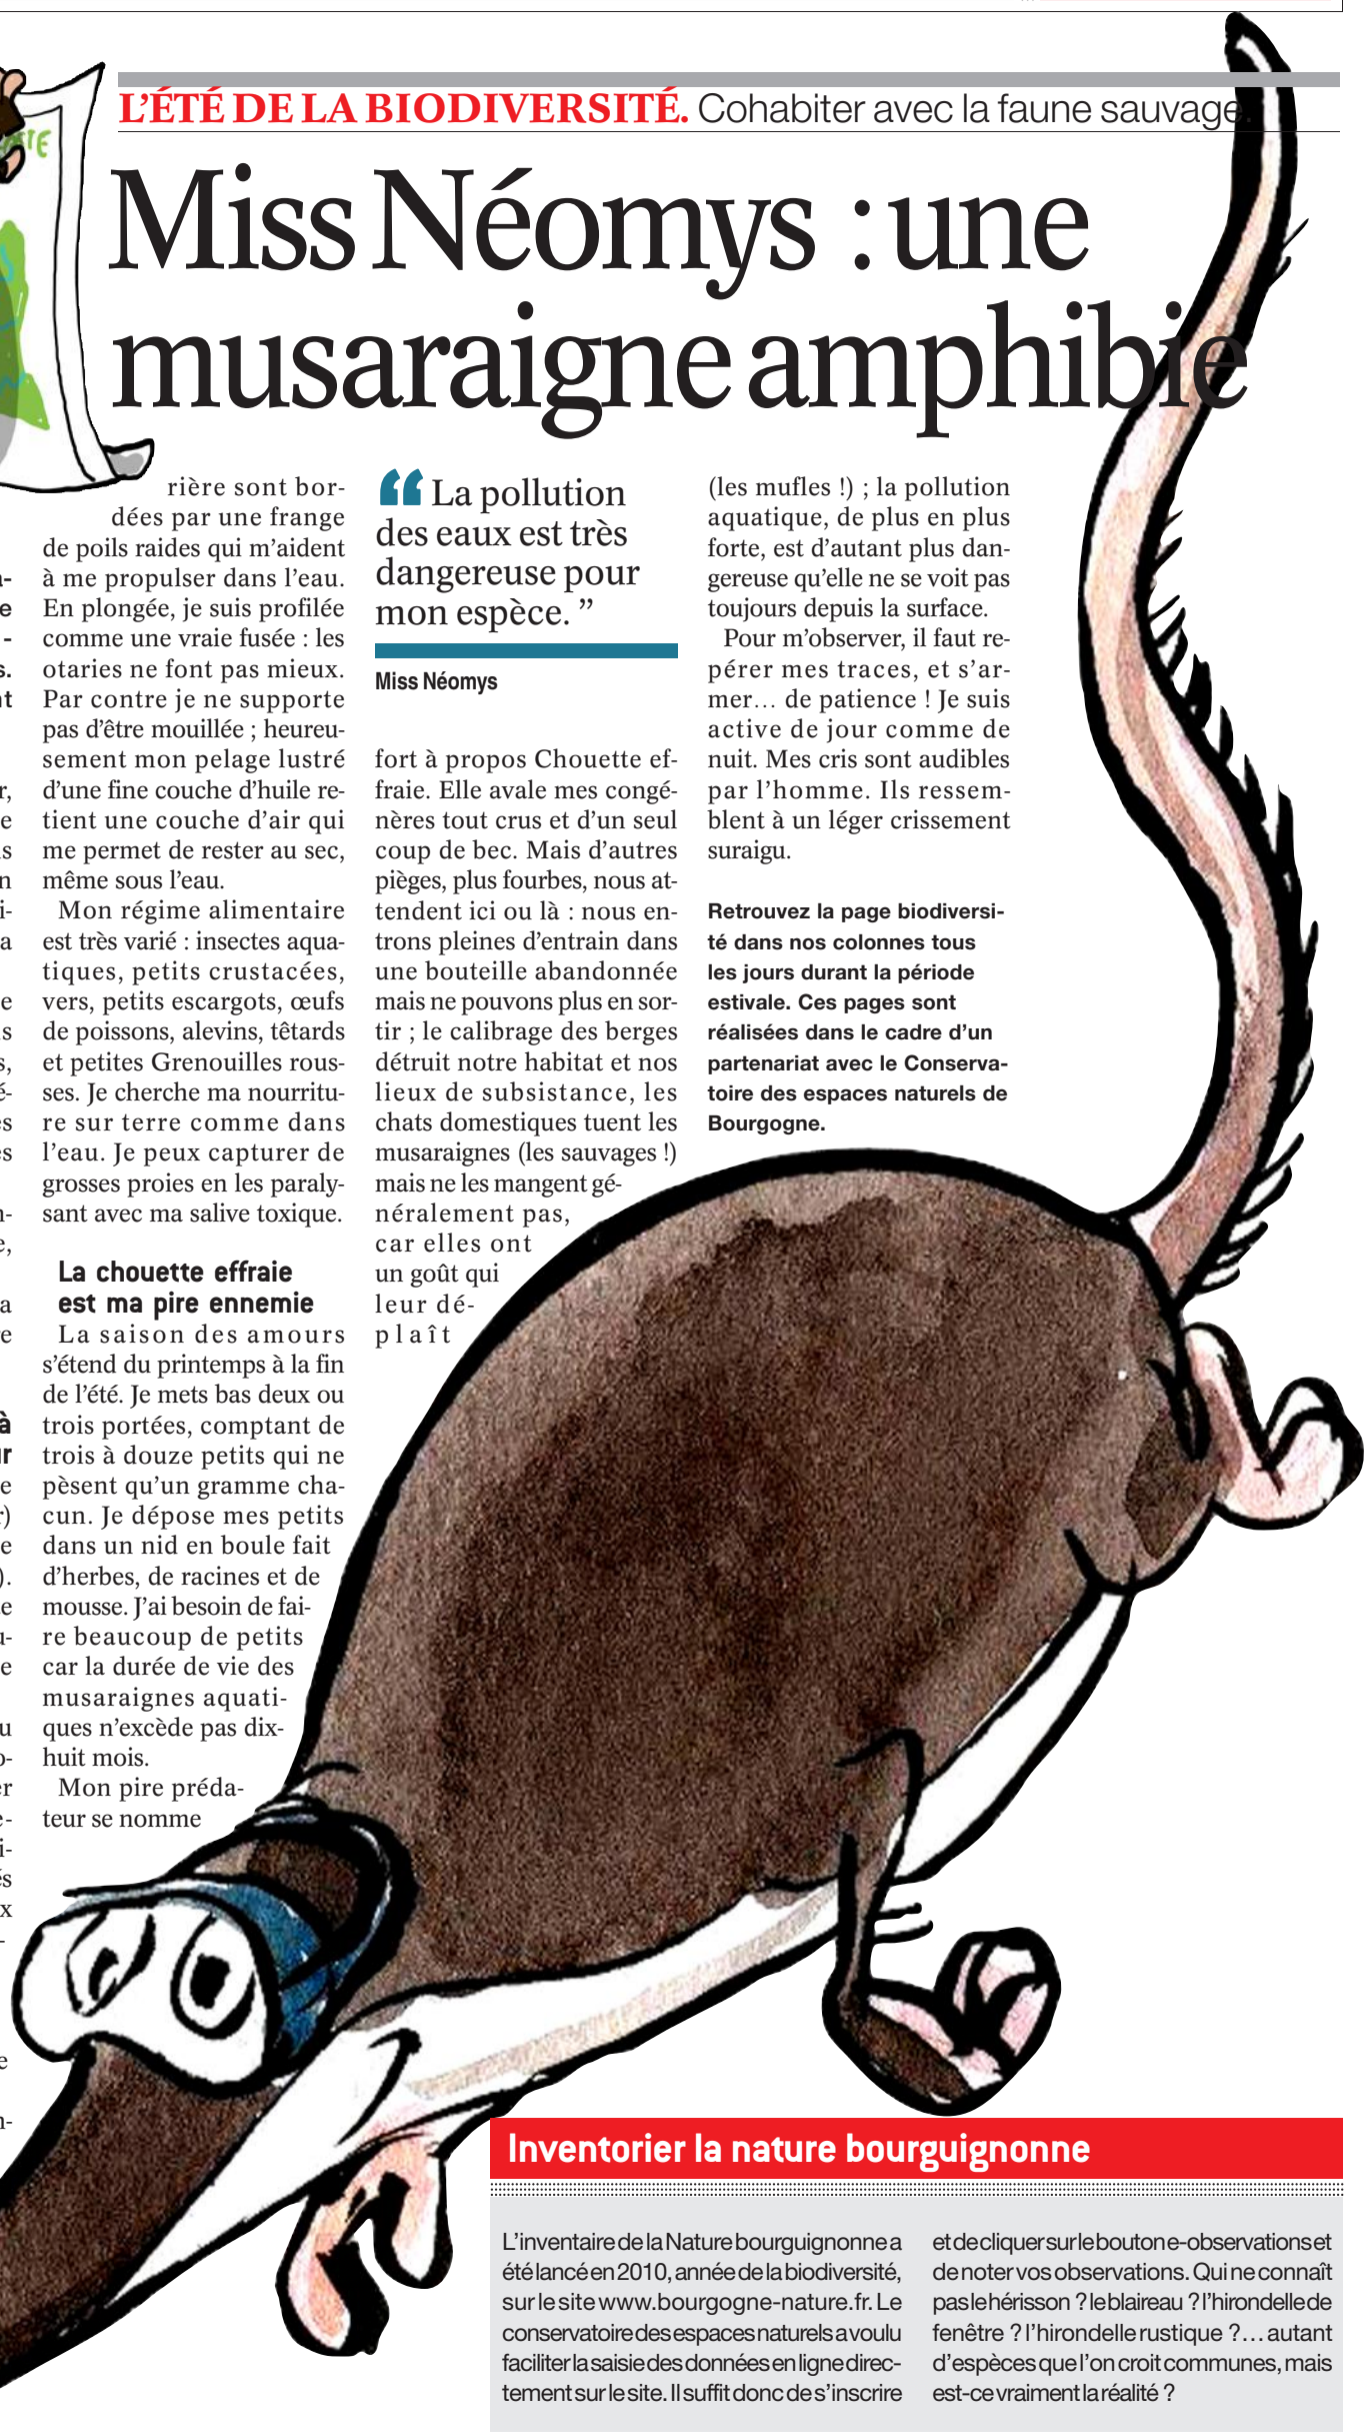 L'ÉTÉ DE LA BIODIVERSITÉ. Cohabiter avec la faune sauvage.
Miss Néomys : une
musaraigne amphibie
rière sont bor-
dées par une frange
de poils raides qui m'aident
à me propulser dans l'eau.
En plongée, je suis profilée
comme une vraie fusée : les
otaries ne font pas mieux.
Par contre je ne supporte
pas d'être mouillée ; heureu-
sement mon pelage lustré
d'une fine couche d'huile re-
tient une couche d'air qui
me permet de rester au sec,
même sous l'eau.
Mon régime alimentaire
est très varié : insectes aqua-
tiques, petits crustacées,
vers, petits escargots, œufs
de poissons, alevins, têtards
et petites Grenouilles rous-
ses. Je cherche ma nourritu-
re sur terre comme dans
l'eau. Je peux capturer de
grosses proies en les paraly-
sant avec ma salive toxique.
La chouette effraie
est ma pire ennemie
La saison des amours
s'étend du printemps à la fin
de l'été. Je mets bas deux ou
trois portées, comptant de
trois à douze petits qui ne
pèsent qu'un gramme cha-
cun. Je dépose mes petits
dans un nid en boule fait
d'herbes, de racines et de
mousse. J'ai besoin de fai-
re beaucoup de petits
car la durée de vie des
musaraignes aquati-
ques n'excède pas dix-
huit mois.
Mon pire préda-
teur se nomme
“ La pollution
des eaux est très
dangereuse pour
mon espèce. ”
Miss Néomys
fort à propos Chouette ef-
fraie. Elle avale mes congé-
nères tout crus et d'un seul
coup de bec. Mais d'autres
pièges, plus fourbes, nous at-
tendent ici ou là : nous en-
trons pleines d'entrain dans
une bouteille abandonnée
mais ne pouvons plus en sor-
tir ; le calibrage des berges
détruit notre habitat et nos
lieux de subsistance, les
chats domestiques tuent les
musaraignes (les sauvages !)
mais ne les mangent gé-
néralement pas,
car elles ont
un goût qui
leur dé-
plaît
(les mufles !) ; la pollution
aquatique, de plus en plus
forte, est d'autant plus dan-
gereuse qu'elle ne se voit pas
toujours depuis la surface.
Pour m'observer, il faut re-
pérer mes traces, et s'ar-
mer… de patience ! Je suis
active de jour comme de
nuit. Mes cris sont audibles
par l'homme. Ils ressem-
blent à un léger crissement
suraigu.
Retrouvez la page biodiversi-
té dans nos colonnes tous
les jours durant la période
estivale. Ces pages sont
réalisées dans le cadre d'un
partenariat avec le Conserva-
toire des espaces naturels de
Bourgogne.
Inventorier la nature bourguignonne
L'inventaire de la Nature bourguignonne a
été lancé en 2010, année de la biodiversité,
sur le site www.bourgogne-nature.fr. Le
conservatoire des espaces naturels a voulu
faciliter la saisie des données en ligne direc-
tement sur le site. Il suffit donc de s'inscrire
et de cliquer sur le bouton e-observations et
de noter vos observations. Qui ne connaît
pas le hérisson ? le blaireau ? l'hirondelle de
fenêtre ? l'hirondelle rustique ?… autant
d'espèces que l'on croit communes, mais
est-ce vraiment la réalité ?